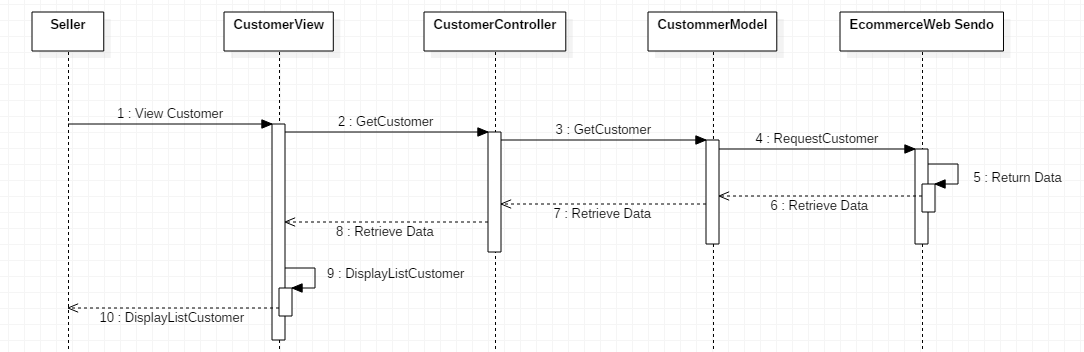 Seller
CustomerView
CustomerController
CustommerModel
EcommerceWeb Sendo
1 : View Customer
2 : GetCustomer
3 : GetCustomer
4 : RequestCustomer
5 : Return Data
6 : Retrieve Data
7 : Retrieve Data
8 : Retrieve Data
9 : DisplayListCustomer
10 : DisplayListCustomer